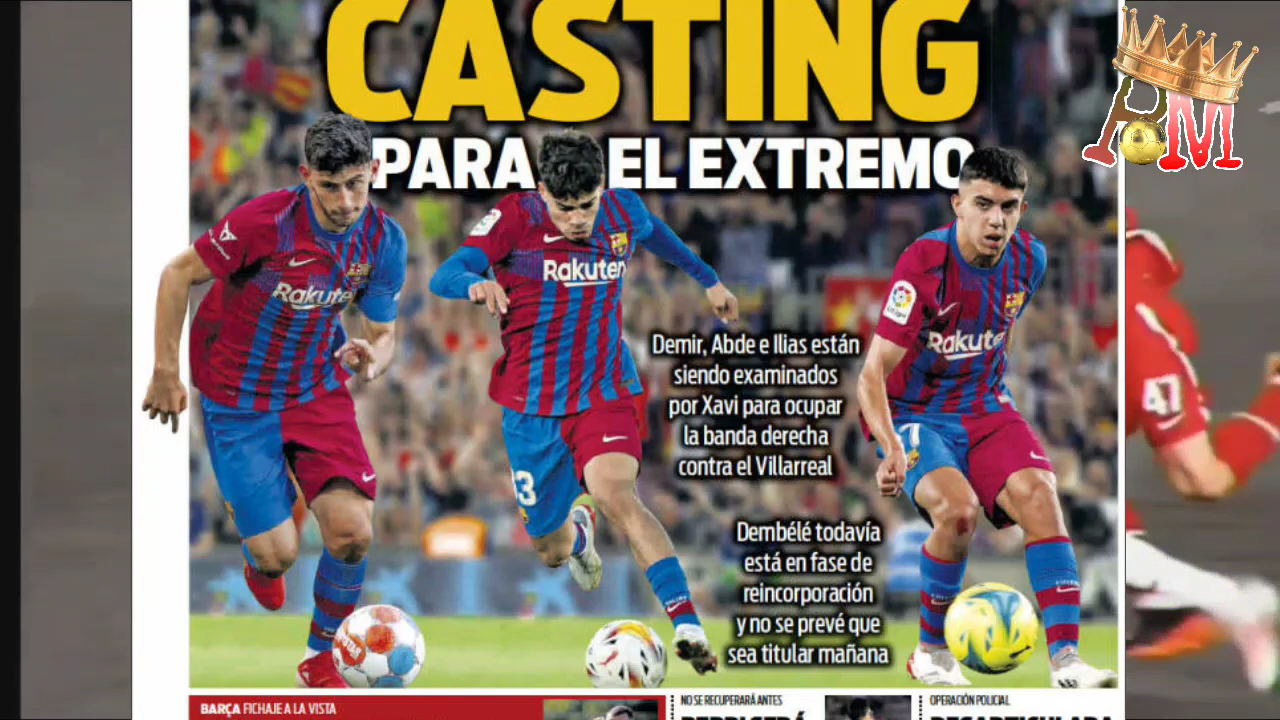 CASTING
PARA EL EXTREMO
Demir, Abde e Ilias están
siendo examinados
por Xavi para ocupar
la banda derecha
contra el Villarreal
Dembélé todavía
está en fase de
reincorporación
y no se prevé que
sea titular mañana
Rakuten
Rakuten
Rakuten
47
PM
BARÇA FICHAJE A LA VISTA
NO SE RECUPERARÁ ANTES
OPERACIÓN POLICIAL